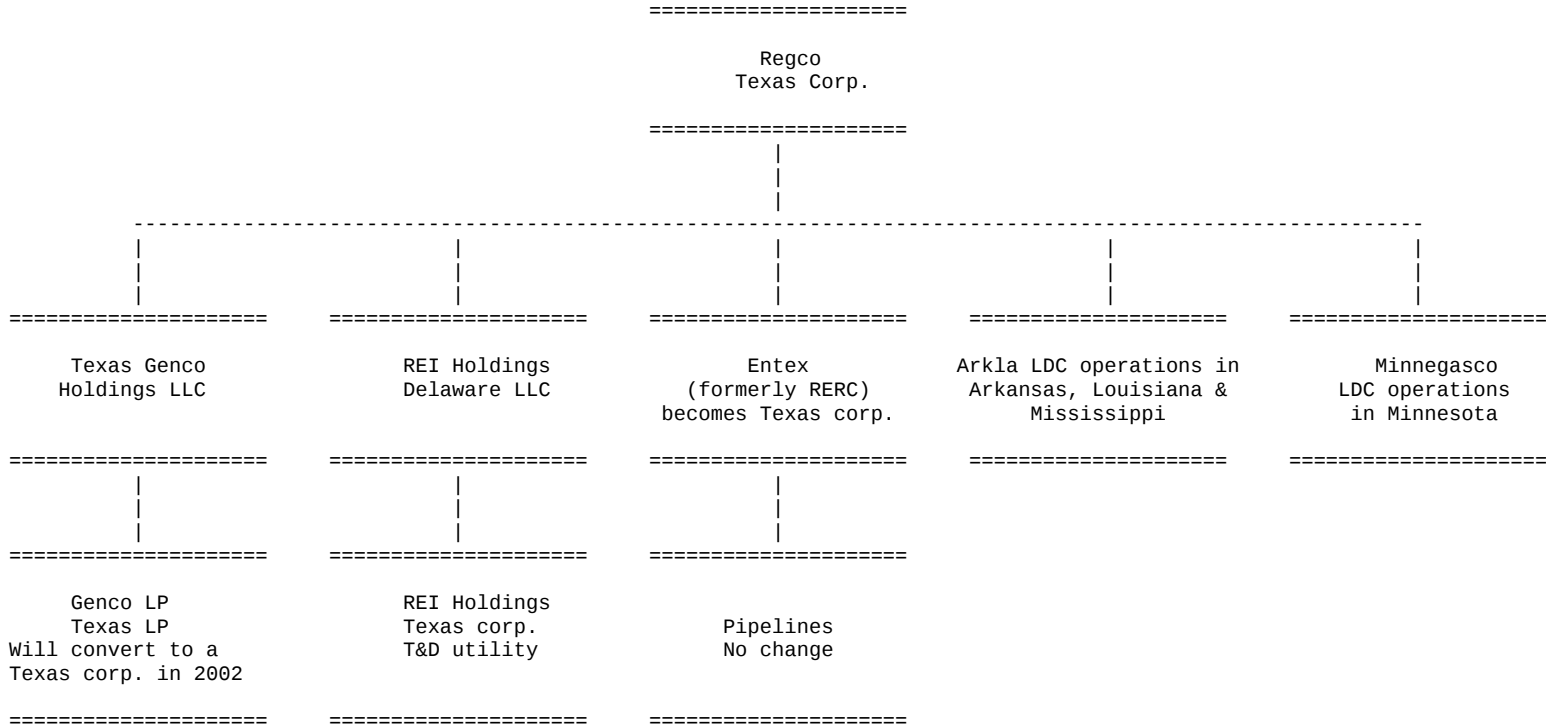 Regco
Texas Corp.
Texas Genco
Holdings LLC
REI Holdings
Delaware LLC
Entex
(formerly RERC)
becomes Texas corp.
Arkla LDC operations in
Arkansas, Louisiana &
Mississippi
Minnegasco
LDC operations
in Minnesota
Genco LP
Texas LP
Will convert to a
Texas corp. in 2002
REI Holdings
Texas corp.
T&D utility
Pipelines
No change